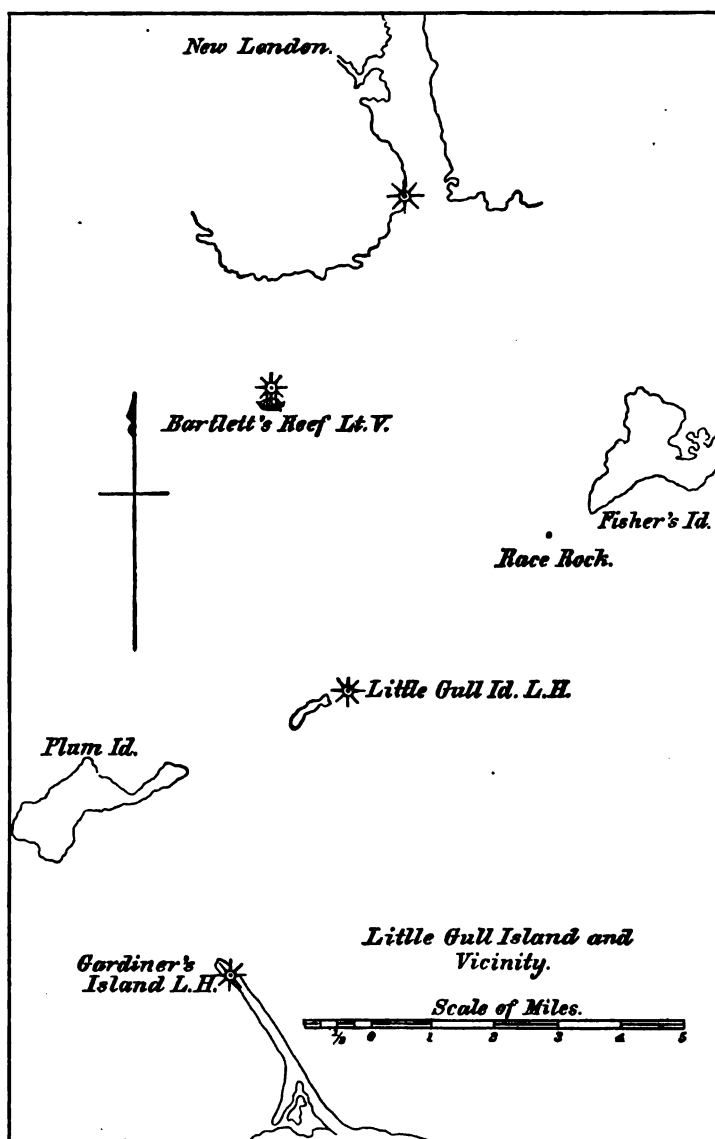 New London.
Bartlett's Reef Lt. V.
Fisher's Id.
Race Rock.
Little Gull Id. L.H.
Plum Id.
Gardiner's
Island L.H.
Little Gull Island and
Vicinity.
Scale of Miles.
1/2 0 1 2 3 4 5